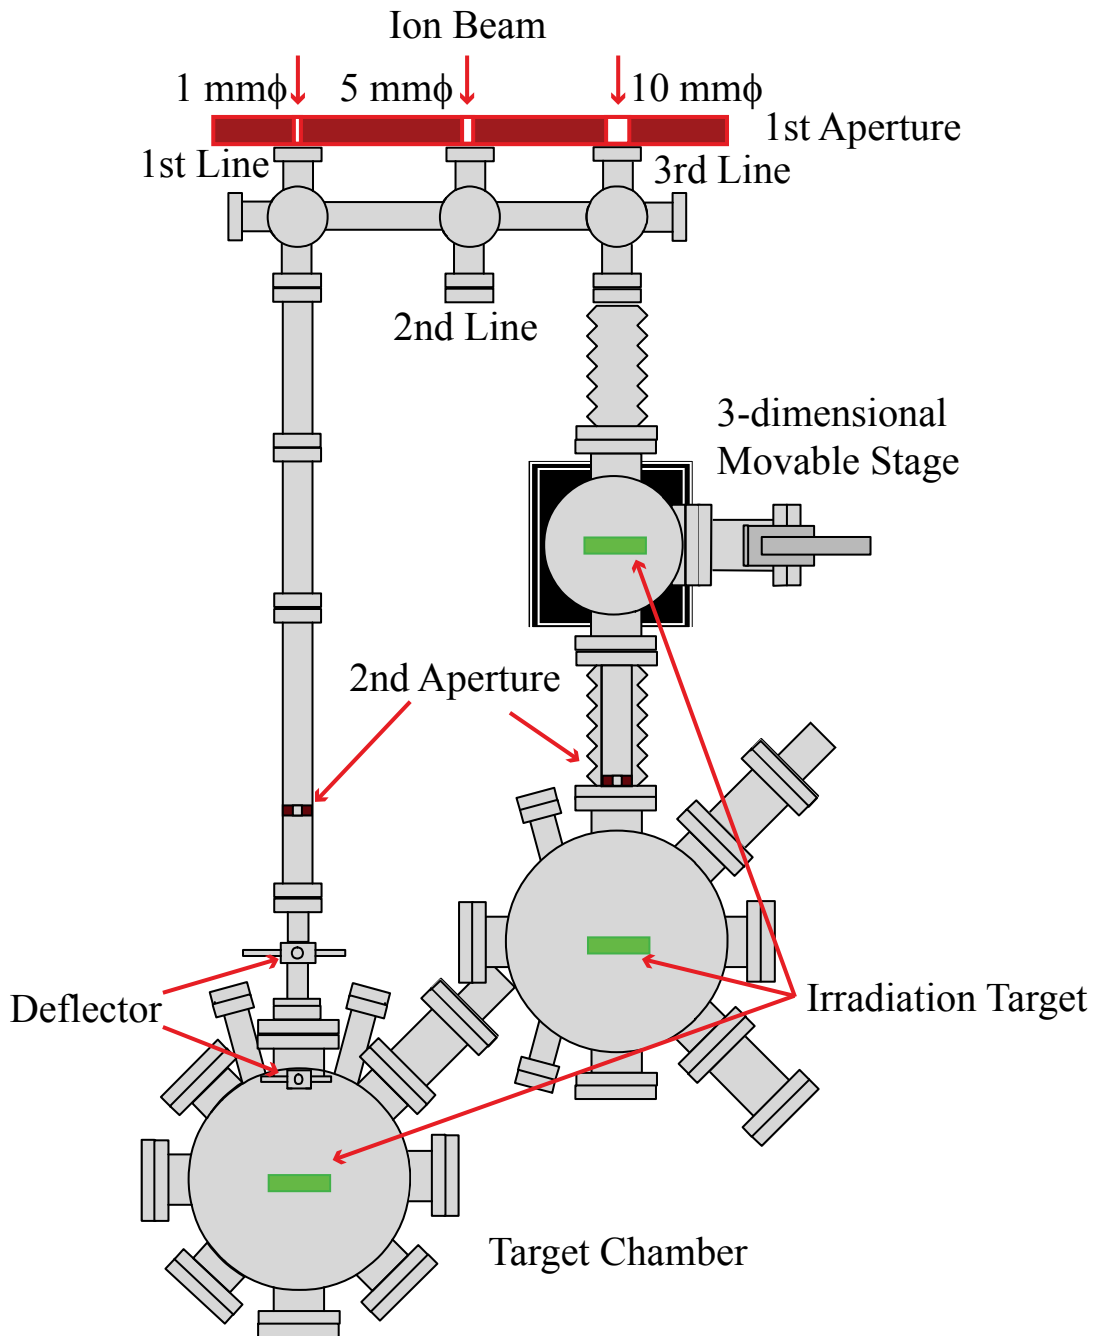 Ion Beam
1 mmϕ
5 mmϕ
10 mmϕ
1st Aperture
1st Line
3rd Line
2nd Line
3-dimensional
Movable Stage
2nd Aperture
Deflector
Irradiation Target
Target Chamber